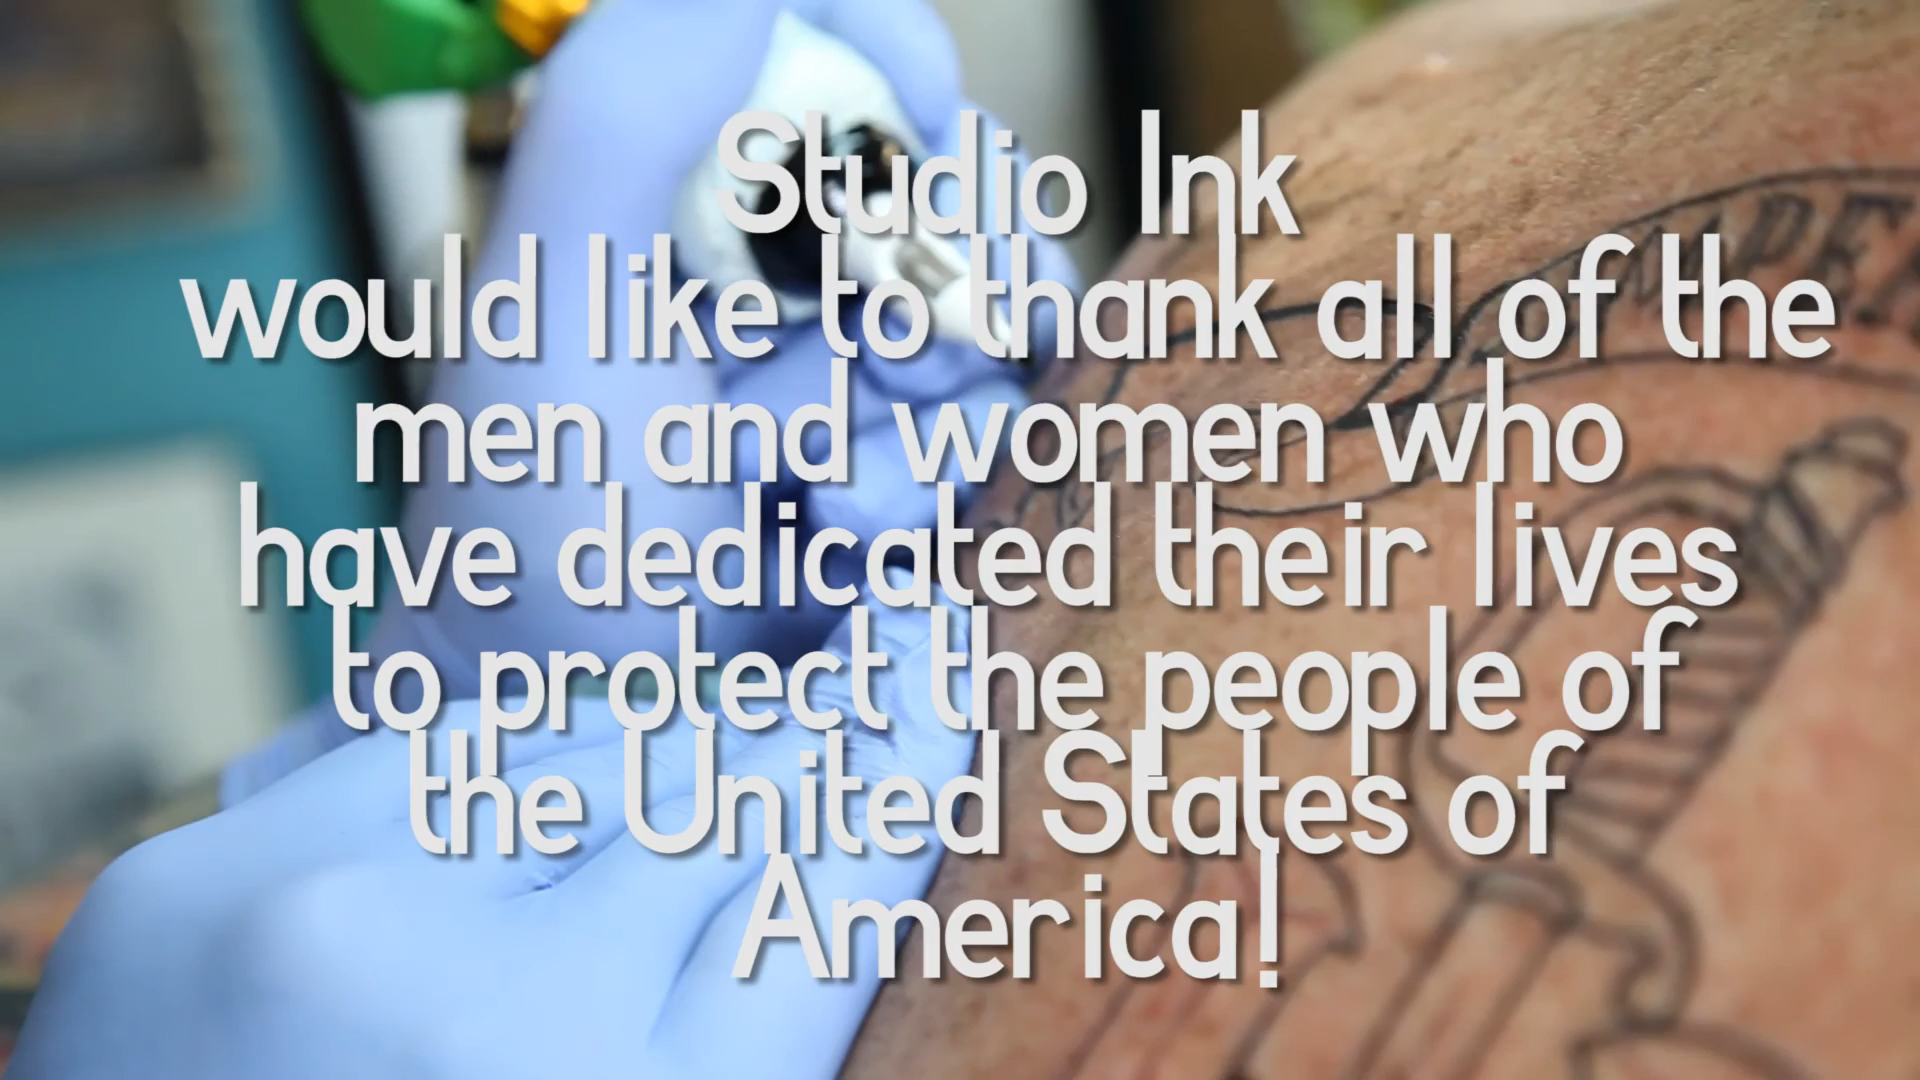 Studio Ink
would like to thank all of the
men and women who
have dedicated their lives
to protect the people of
the United States of
America!